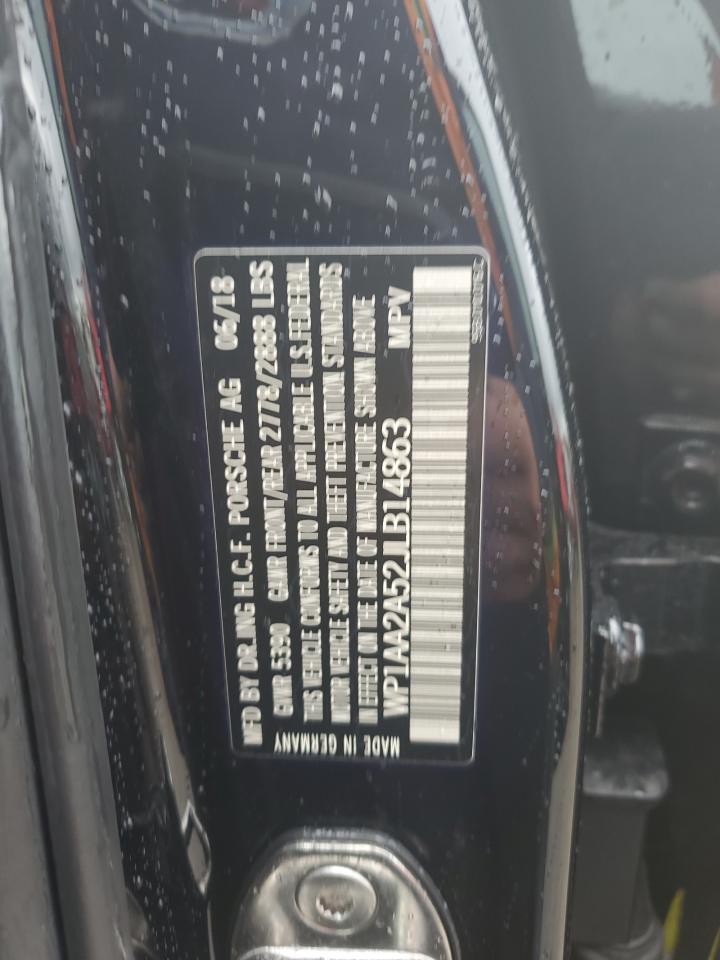 MFD BY DR.ING H.C.F. PORSCHE AG 06/18
GVWR 5390 GAWR FRONT/REAR 2778/2888 LBS
THIS VEHICLE CONFORMS TO ALL APPLICABLE U.S. FEDERAL
MOTOR VEHICLE SAFETY AND THEFT PREVENTION STANDARDS
IN EFFECT ON THE DATE OF MANUFACTURE SHOWN ABOVE
WP1AA2A52JLB14863 MPV
MADE IN GERMANY